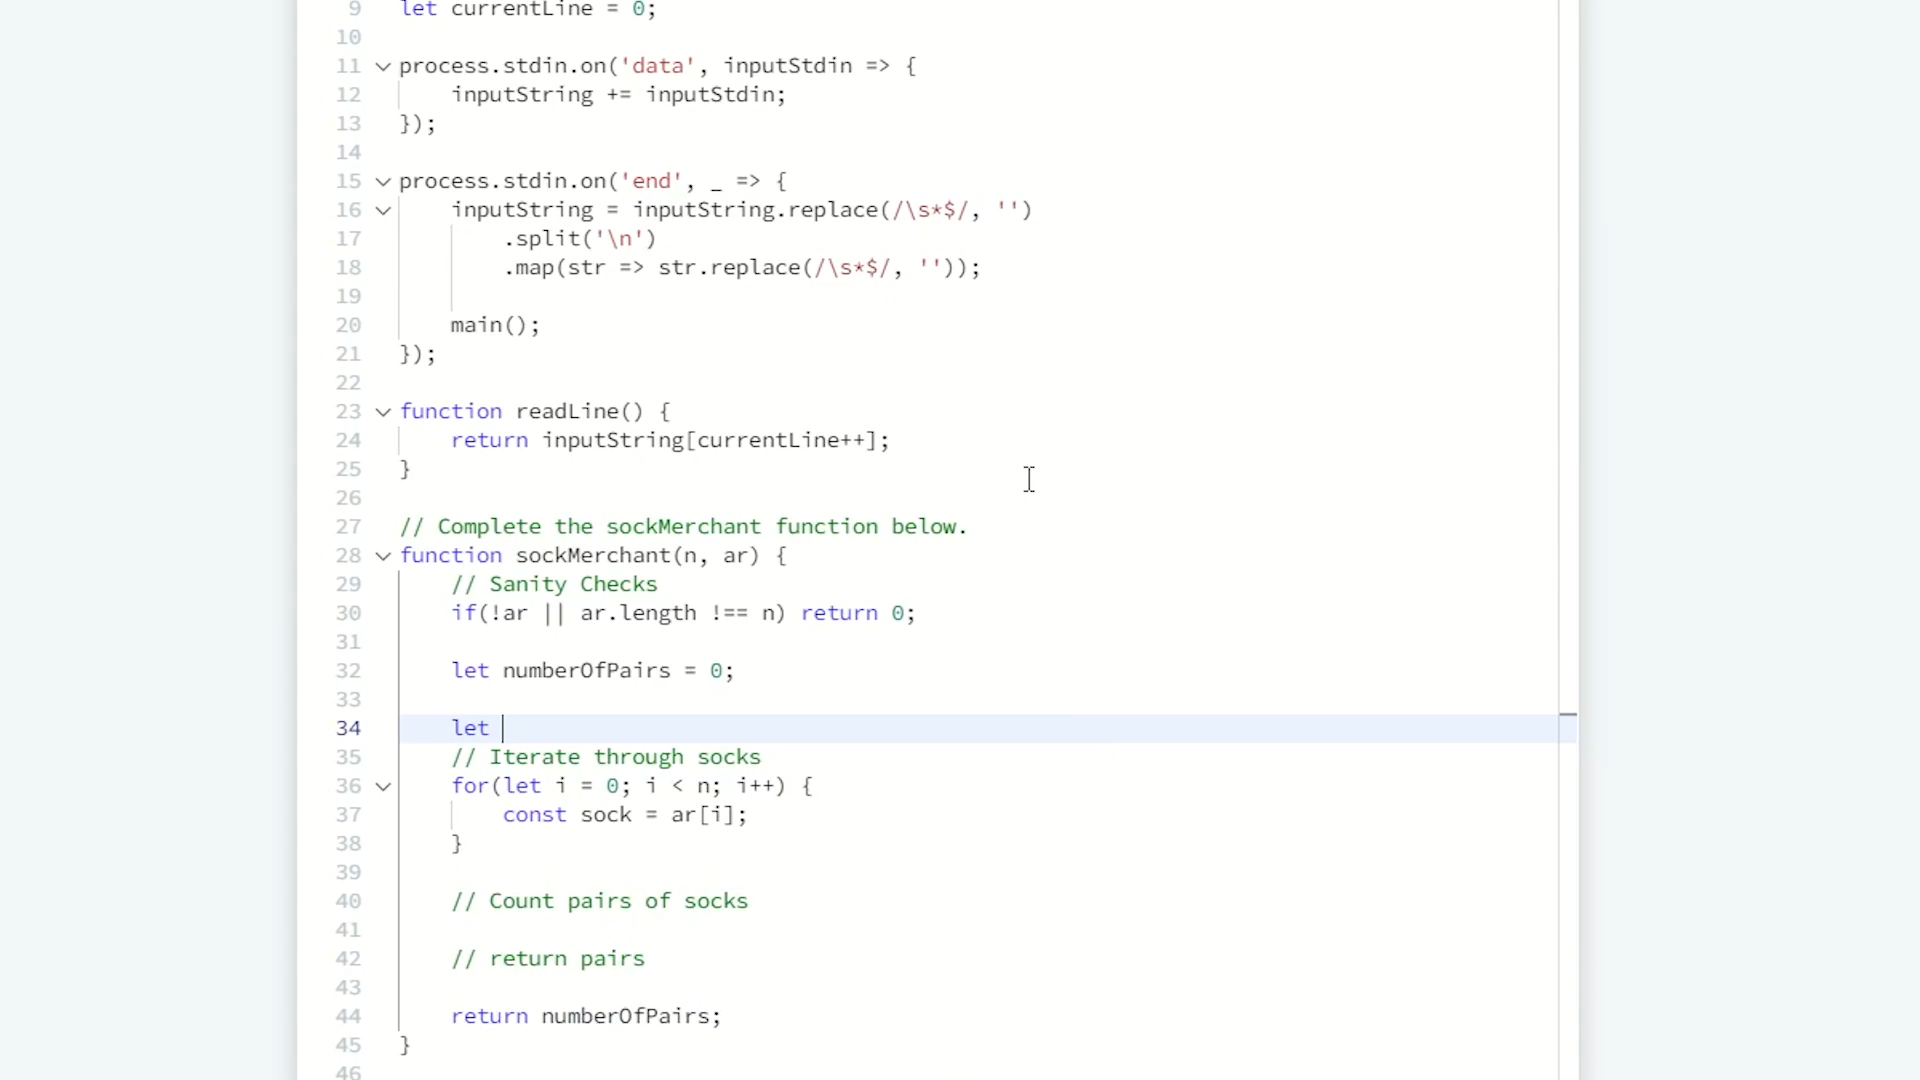 9 let currentLine = 0;
10
11 process.stdin.on('data', inputStdin => {
12 inputString += inputStdin;
13 });
14
15 process.stdin.on('end', _ => {
16 inputString = inputString.replace(/\s*$/, '')
17 .split('\n')
18 .map(str => str.replace(/\s*$/, ''));
19
20 main();
21 });
22
23 function readLine() {
24 return inputString[currentLine++];
25 }
26
27 // Complete the sockMerchant function below.
28 function sockMerchant(n, ar) {
29 // Sanity Checks
30 if(!ar || ar.length !== n) return 0;
31
32 let numberOfPairs = 0;
33
34 let
35 // Iterate through socks
36 for(let i = 0; i < n; i++) {
37 const sock = ar[i];
38 }
39
40 // Count pairs of socks
41
42 // return pairs
43
44 return numberOfPairs;
45 }
46